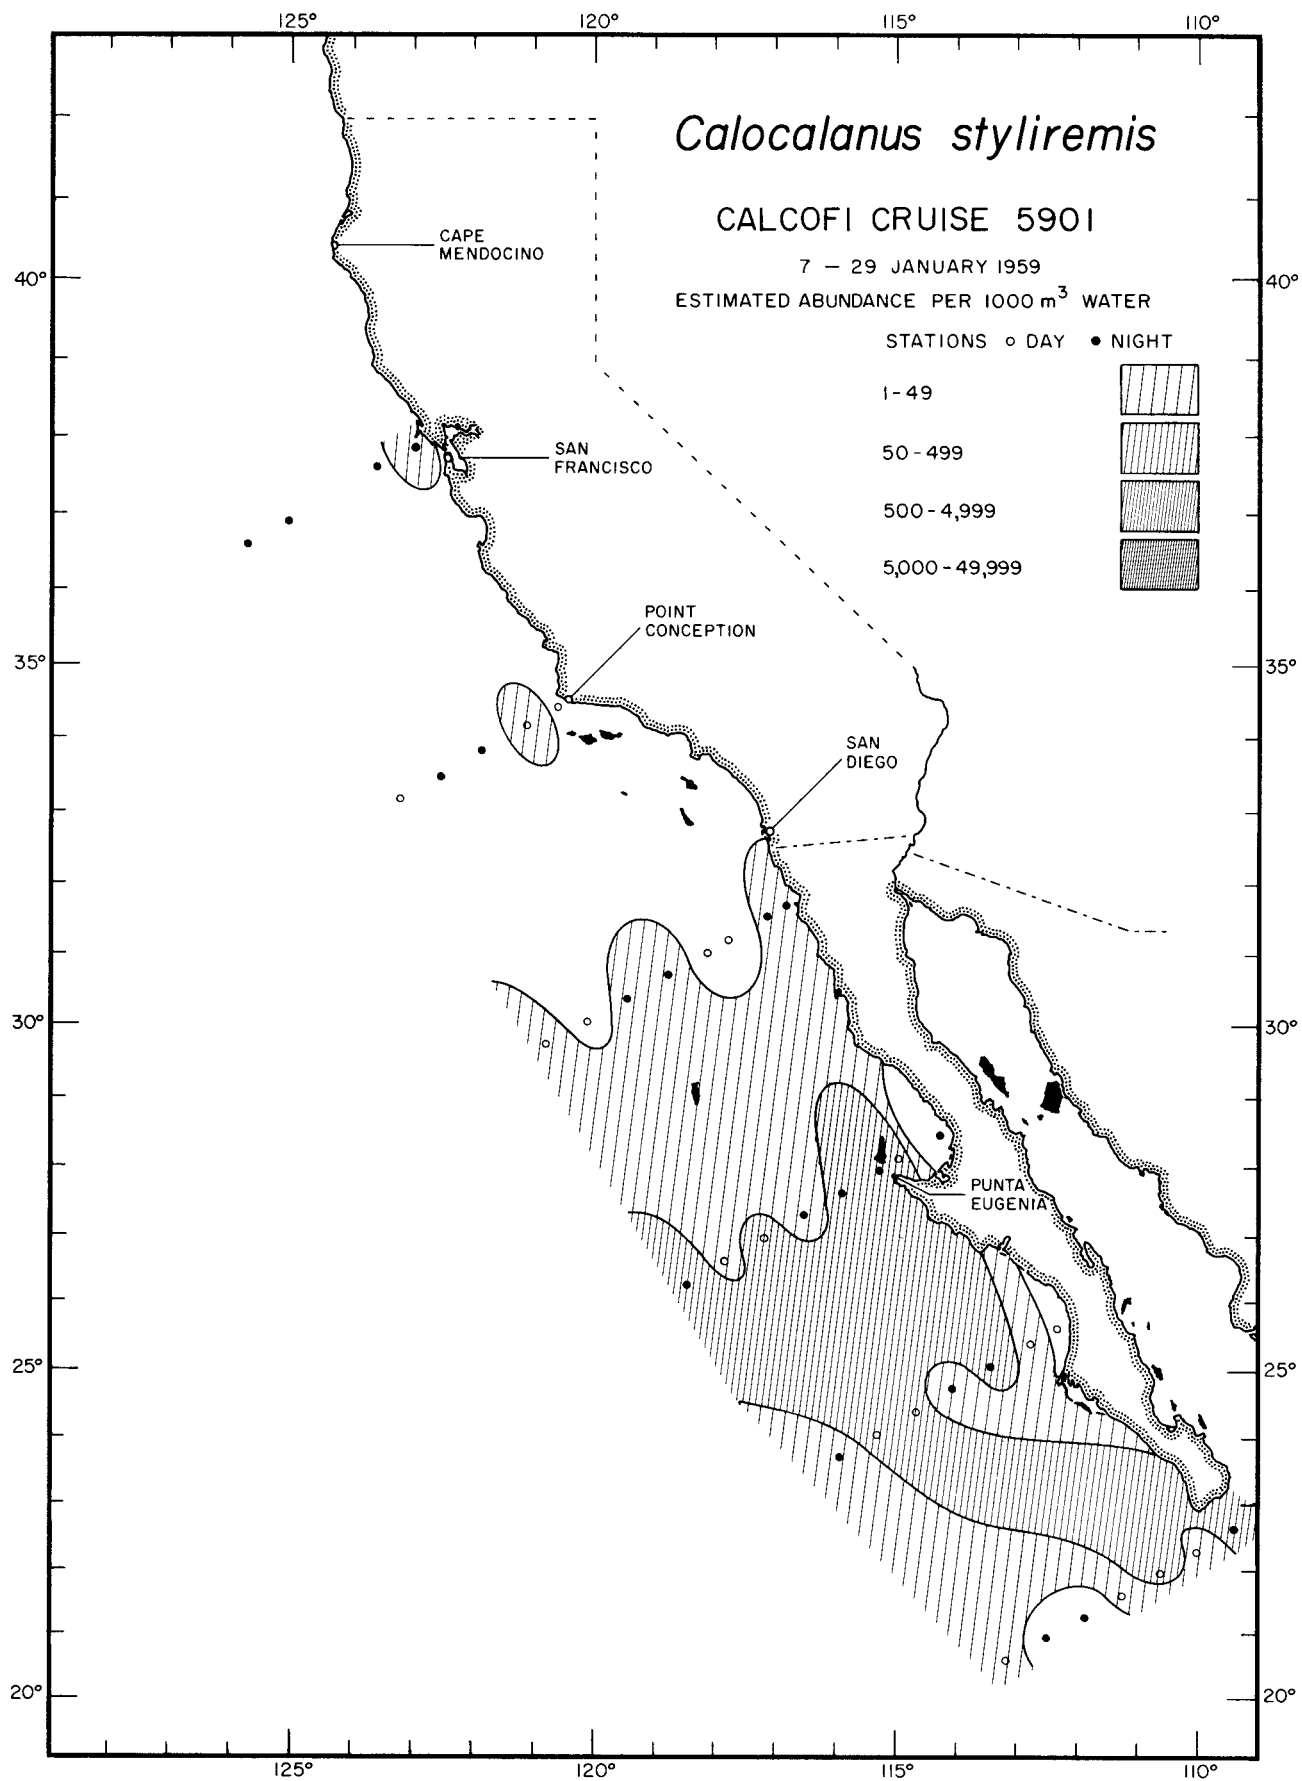 125° 120° 115° 110°
Calocalanus styliremis
CALCOFI CRUISE 5901
7 – 29 JANUARY 1959
ESTIMATED ABUNDANCE PER 1000 m³ WATER
STATIONS ○ DAY ● NIGHT
1-49
50-499
500-4,999
5,000-49,999
CAPE
MENDOCINO
40° 40°
SAN
FRANCISCO
POINT
CONCEPTION
35° 35°
SAN
DIEGO
30° 30°
PUNTA
EUGENIA
25° 25°
20° 20°
125° 120° 115° 110°